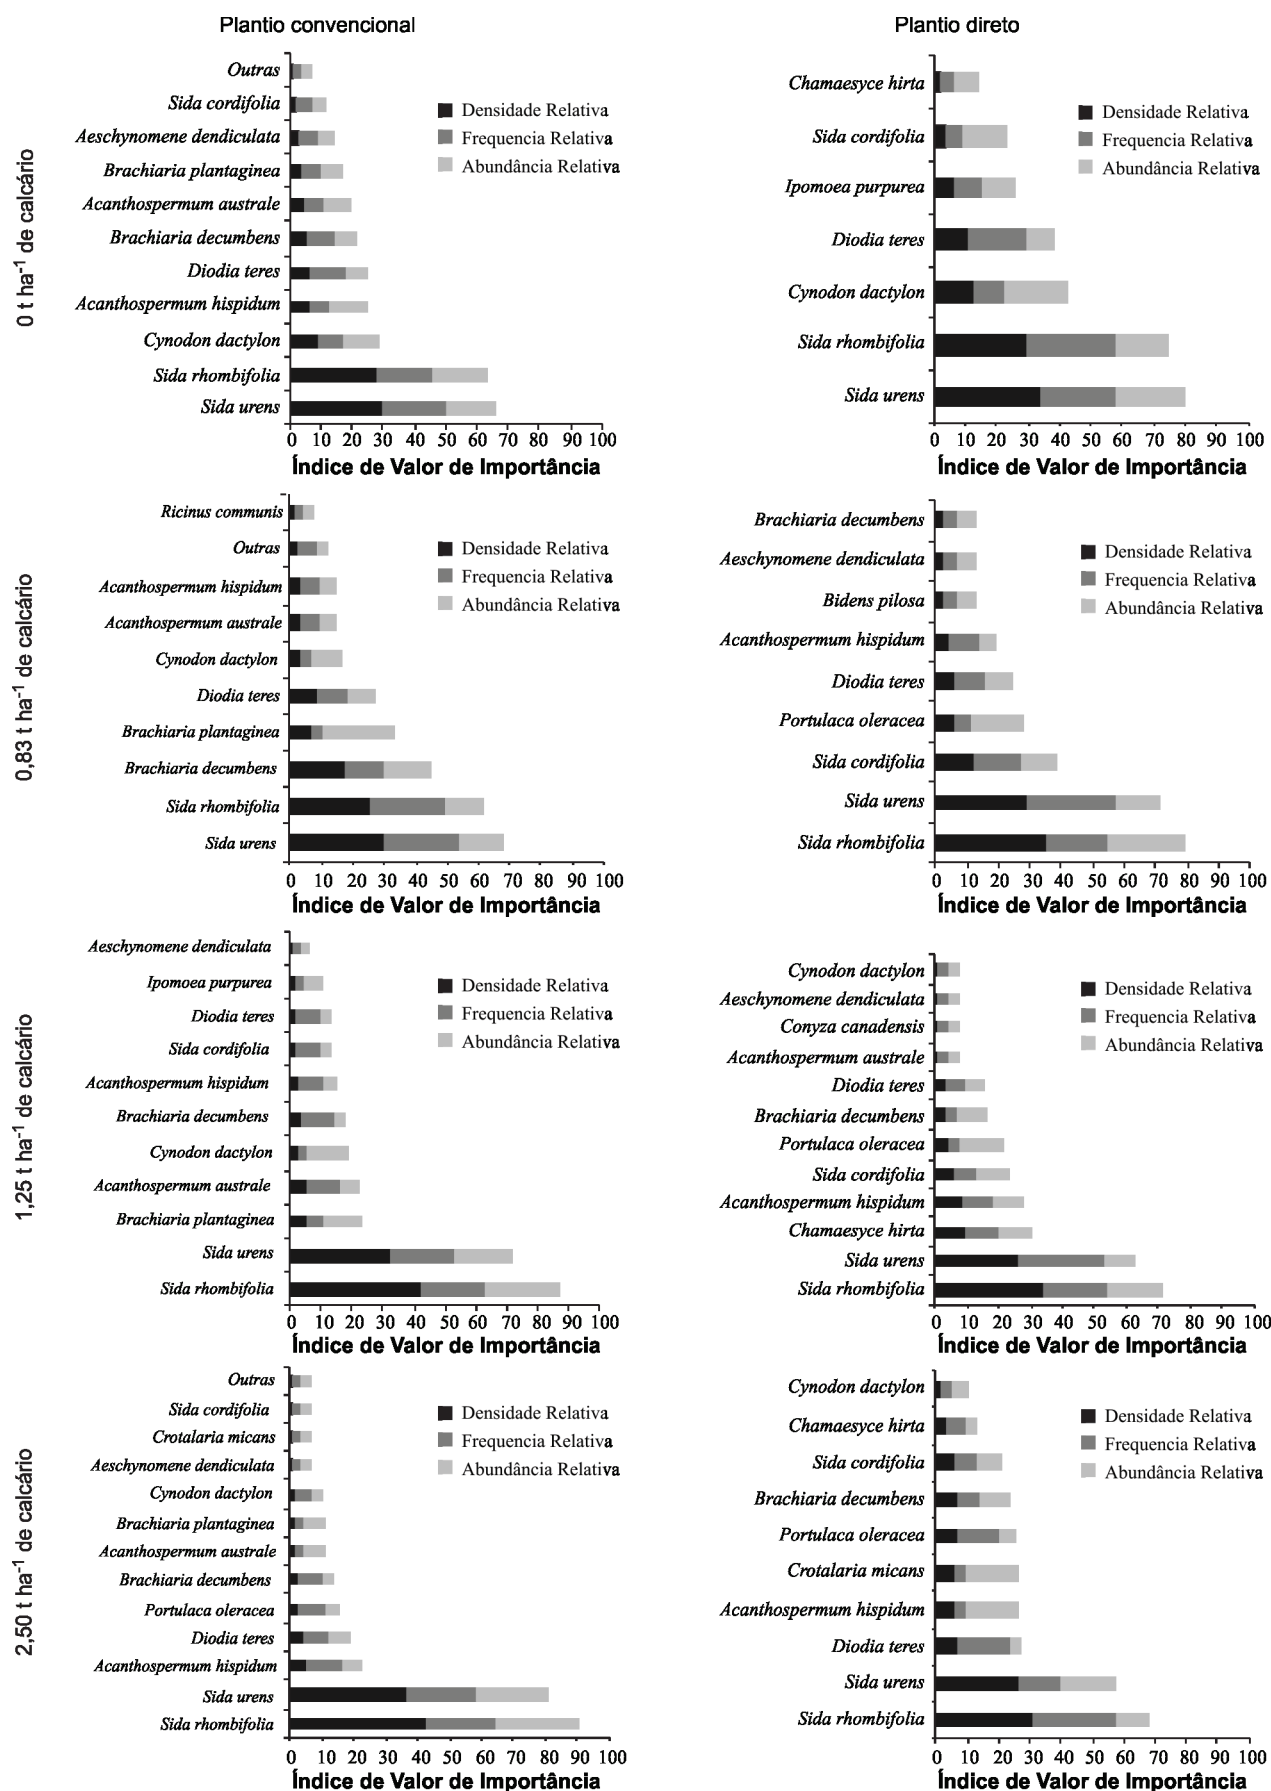 Plantio convencional
Plantio direto
0 t ha⁻¹ de calcário
Outras
Sida cordifolia
Aeschynomene dendiculata
Brachiaria plantaginea
Acanthospermum australe
Brachiaria decumbens
Diodia teres
Acanthospermum hispidum
Cynodon dactylon
Sida rhombifolia
Sida urens
Densidade Relativa
Frequencia Relativa
Abundância Relativa
0 10 20 30 40 50 60 70 80 90 100
Índice de Valor de Importância
Chamaesyce hirta
Sida cordifolia
Ipomoea purpurea
Diodia teres
Cynodon dactylon
Sida rhombifolia
Sida urens
Densidade Relativa
Frequencia Relativa
Abundância Relativa
0 10 20 30 40 50 60 70 80 90 100
Índice de Valor de Importância
0,83 t ha⁻¹ de calcário
Ricinus communis
Outras
Acanthospermum hispidum
Acanthospermum australe
Cynodon dactylon
Diodia teres
Brachiaria plantaginea
Brachiaria decumbens
Sida rhombifolia
Sida urens
Densidade Relativa
Frequencia Relativa
Abundância Relativa
0 10 20 30 40 50 60 70 80 90 100
Índice de Valor de Importância
Brachiaria decumbens
Aeschynomene dendiculata
Bidens pilosa
Acanthospermum hispidum
Diodia teres
Portulaca oleracea
Sida cordifolia
Sida urens
Sida rhombifolia
Densidade Relativa
Frequencia Relativa
Abundância Relativa
0 10 20 30 40 50 60 70 80 90 100
Índice de Valor de Importância
1,25 t ha⁻¹ de calcário
Aeschynomene dendiculata
Ipomoea purpurea
Diodia teres
Sida cordifolia
Acanthospermum hispidum
Brachiaria decumbens
Cynodon dactylon
Acanthospermum australe
Brachiaria plantaginea
Sida urens
Sida rhombifolia
Densidade Relativa
Frequencia Relativa
Abundância Relativa
0 10 20 30 40 50 60 70 80 90 100
Índice de Valor de Importância
Cynodon dactylon
Aeschynomene dendiculata
Conyza canadensis
Acanthospermum australe
Diodia teres
Brachiaria decumbens
Portulaca oleracea
Sida cordifolia
Acanthospermum hispidum
Chamaesyce hirta
Sida urens
Sida rhombifolia
Densidade Relativa
Frequencia Relativa
Abundância Relativa
0 10 20 30 40 50 60 70 80 90 100
Índice de Valor de Importância
2,50 t ha⁻¹ de calcário
Outras
Sida cordifolia
Crotalaria micans
Aeschynomene dendiculata
Cynodon dactylon
Brachiaria plantaginea
Acanthospermum australe
Brachiaria decumbens
Portulaca oleracea
Diodia teres
Acanthospermum hispidum
Sida urens
Sida rhombifolia
Densidade Relativa
Frequencia Relativa
Abundância Relativa
0 10 20 30 40 50 60 70 80 90 100
Índice de Valor de Importância
Cynodon dactylon
Chamaesyce hirta
Sida cordifolia
Brachiaria decumbens
Portulaca oleracea
Crotalaria micans
Acanthospermum hispidum
Diodia teres
Sida urens
Sida rhombifolia
Densidade Relativa
Frequencia Relativa
Abundância Relativa
0 10 20 30 40 50 60 70 80 90 100
Índice de Valor de Importância